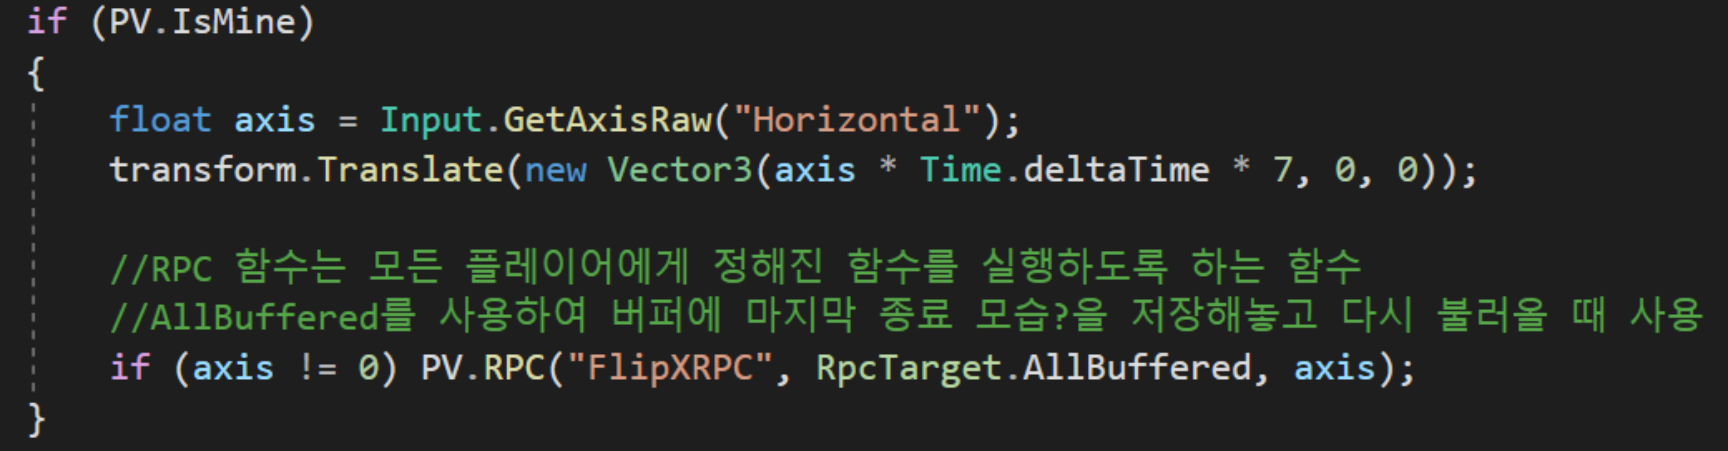 if (PV.IsMine)
{
float axis = Input.GetAxisRaw("Horizontal");
transform.Translate(new Vector3(axis * Time.deltaTime * 7, 0, 0));
//RPC 함수는 모든 플레이어에게 정해진 함수를 실행하도록 하는 함수
//AllBuffered를 사용하여 버퍼에 마지막 종료 모습?을 저장해놓고 다시 불러올 때 사용
if (axis != 0) PV.RPC("FlipXRPC", RpcTarget.AllBuffered, axis);
}